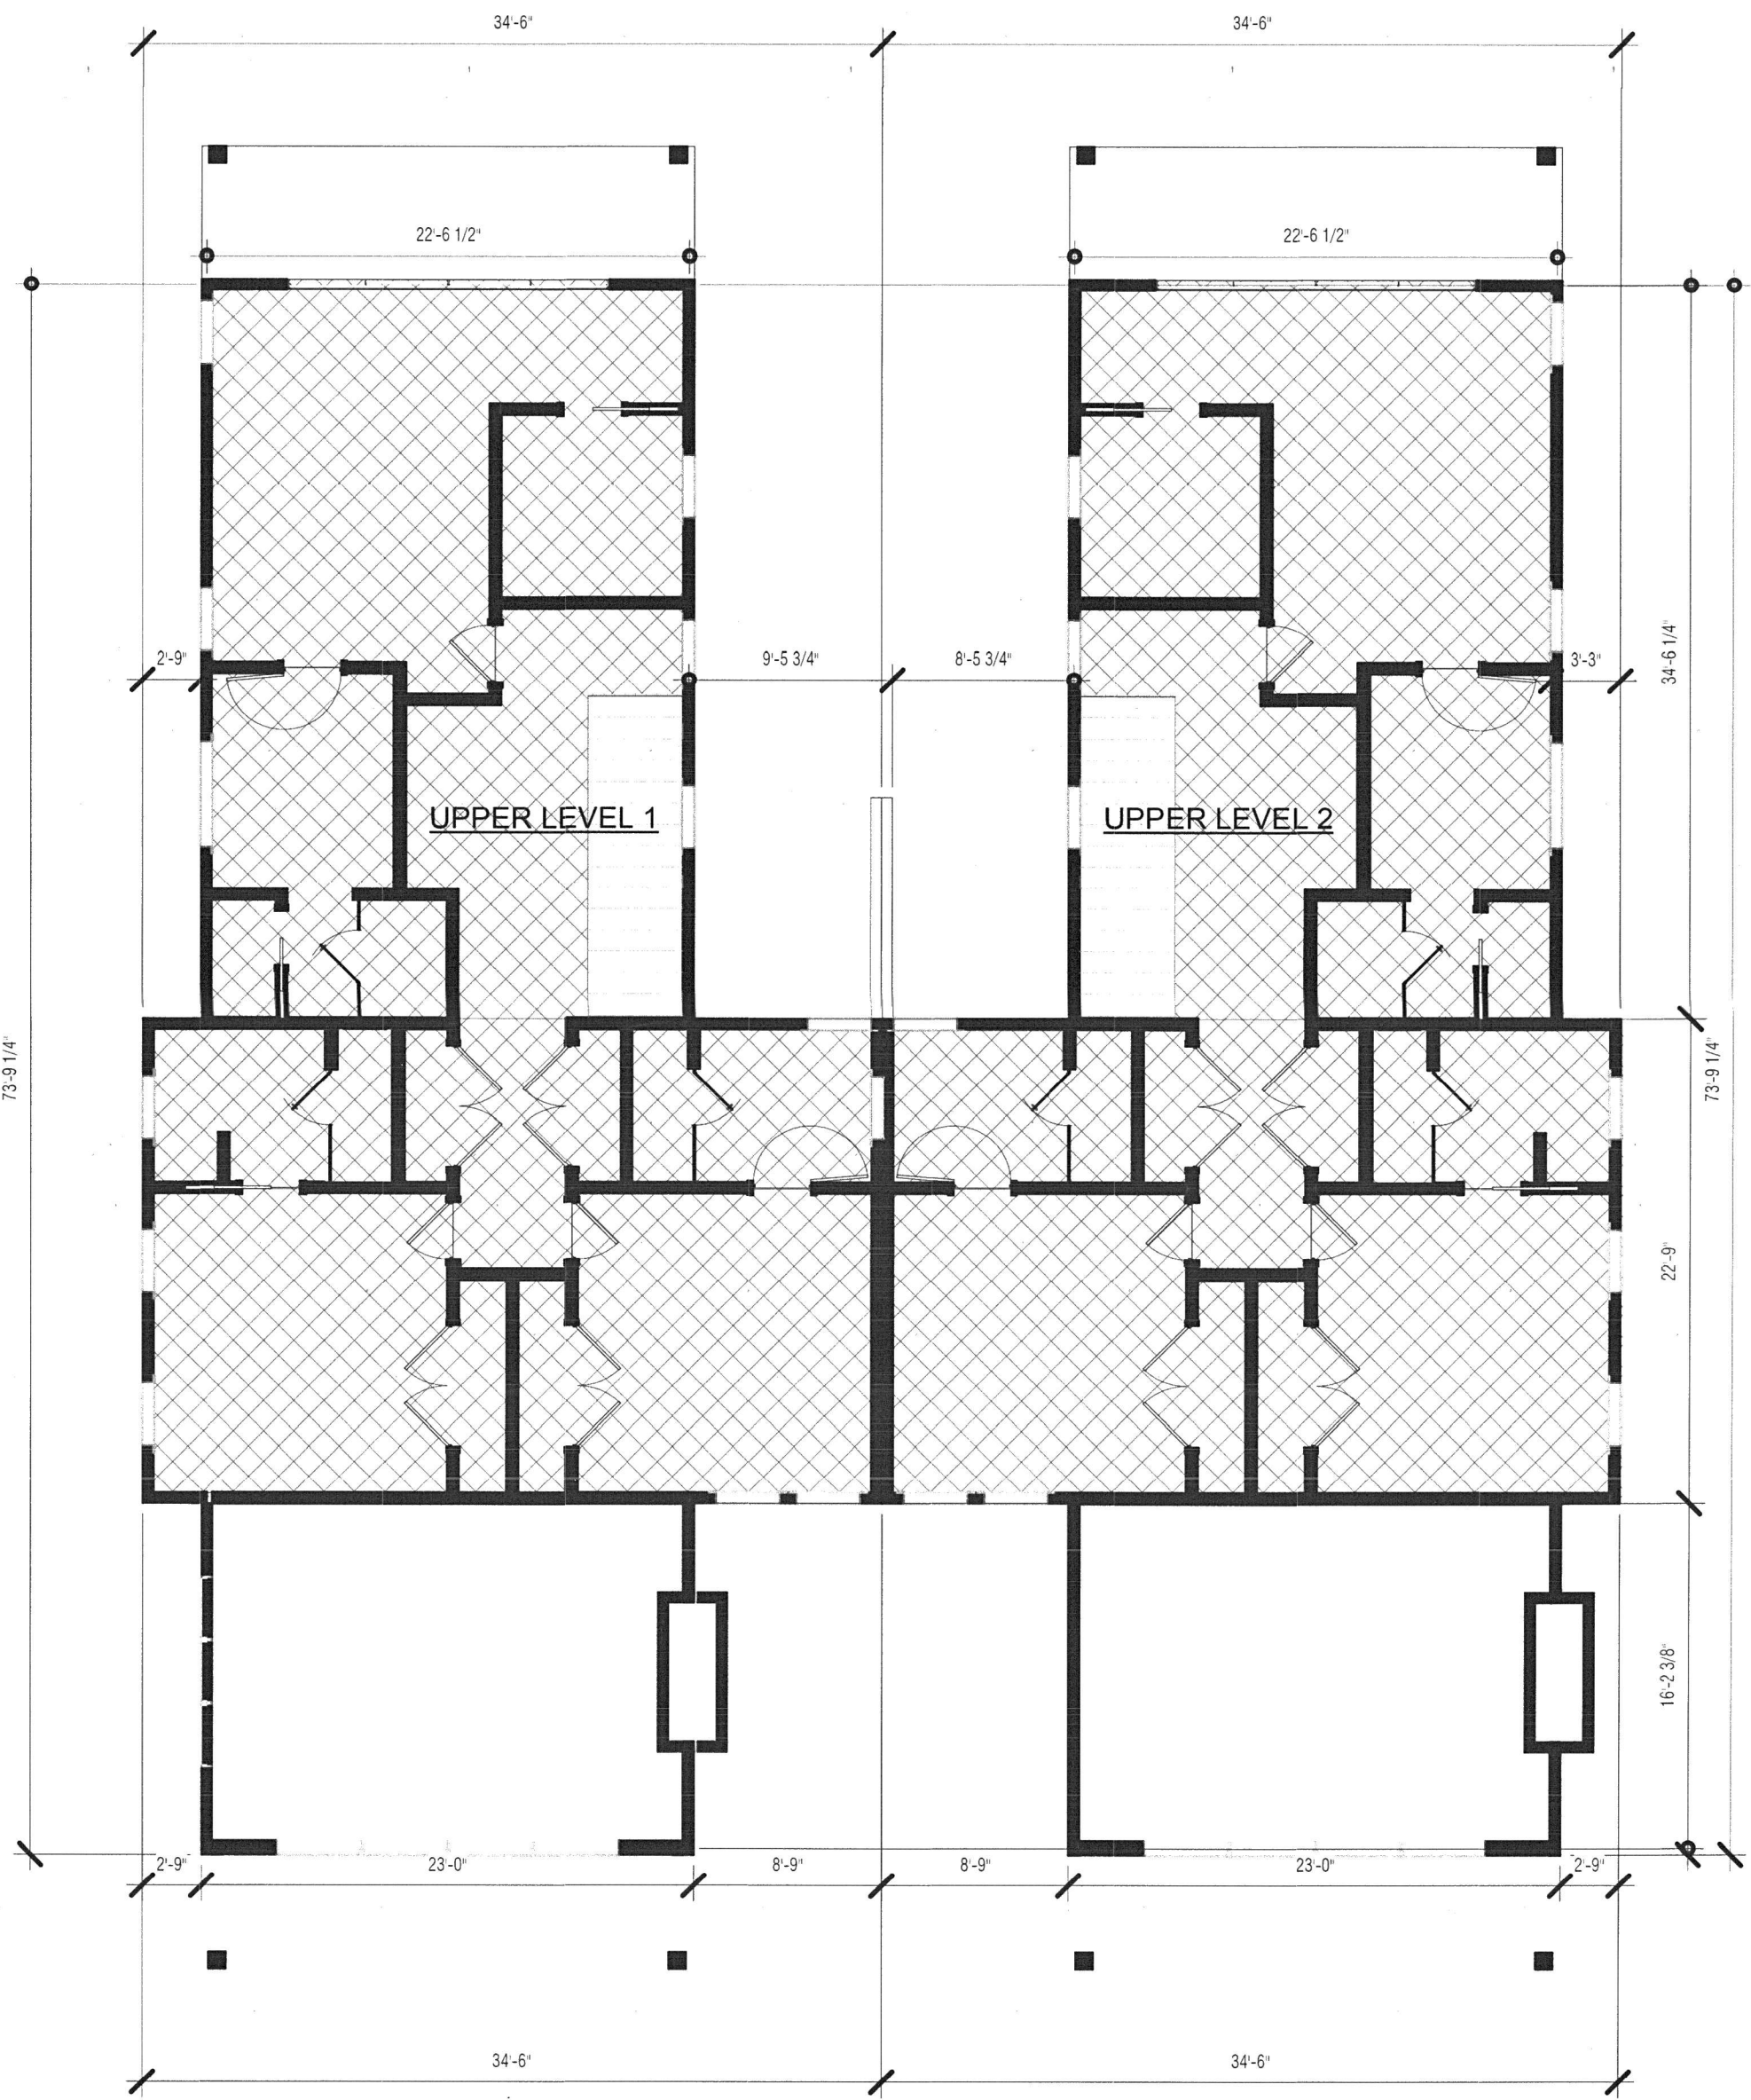 34'-6" 34'-6"
22'-6 1/2" 22'-6 1/2"
2'-9" 9'-5 3/4" 8'-5 3/4" 3'-3"
34'-6 1/4"
UPPER LEVEL 1 UPPER LEVEL 2
73'-9 1/4" 73'-9 1/4"
22'-9"
16'-2 3/8"
2'-9" 23'-0" 8'-9" 8'-9" 23'-0" 2'-9"
34'-6" 34'-6"